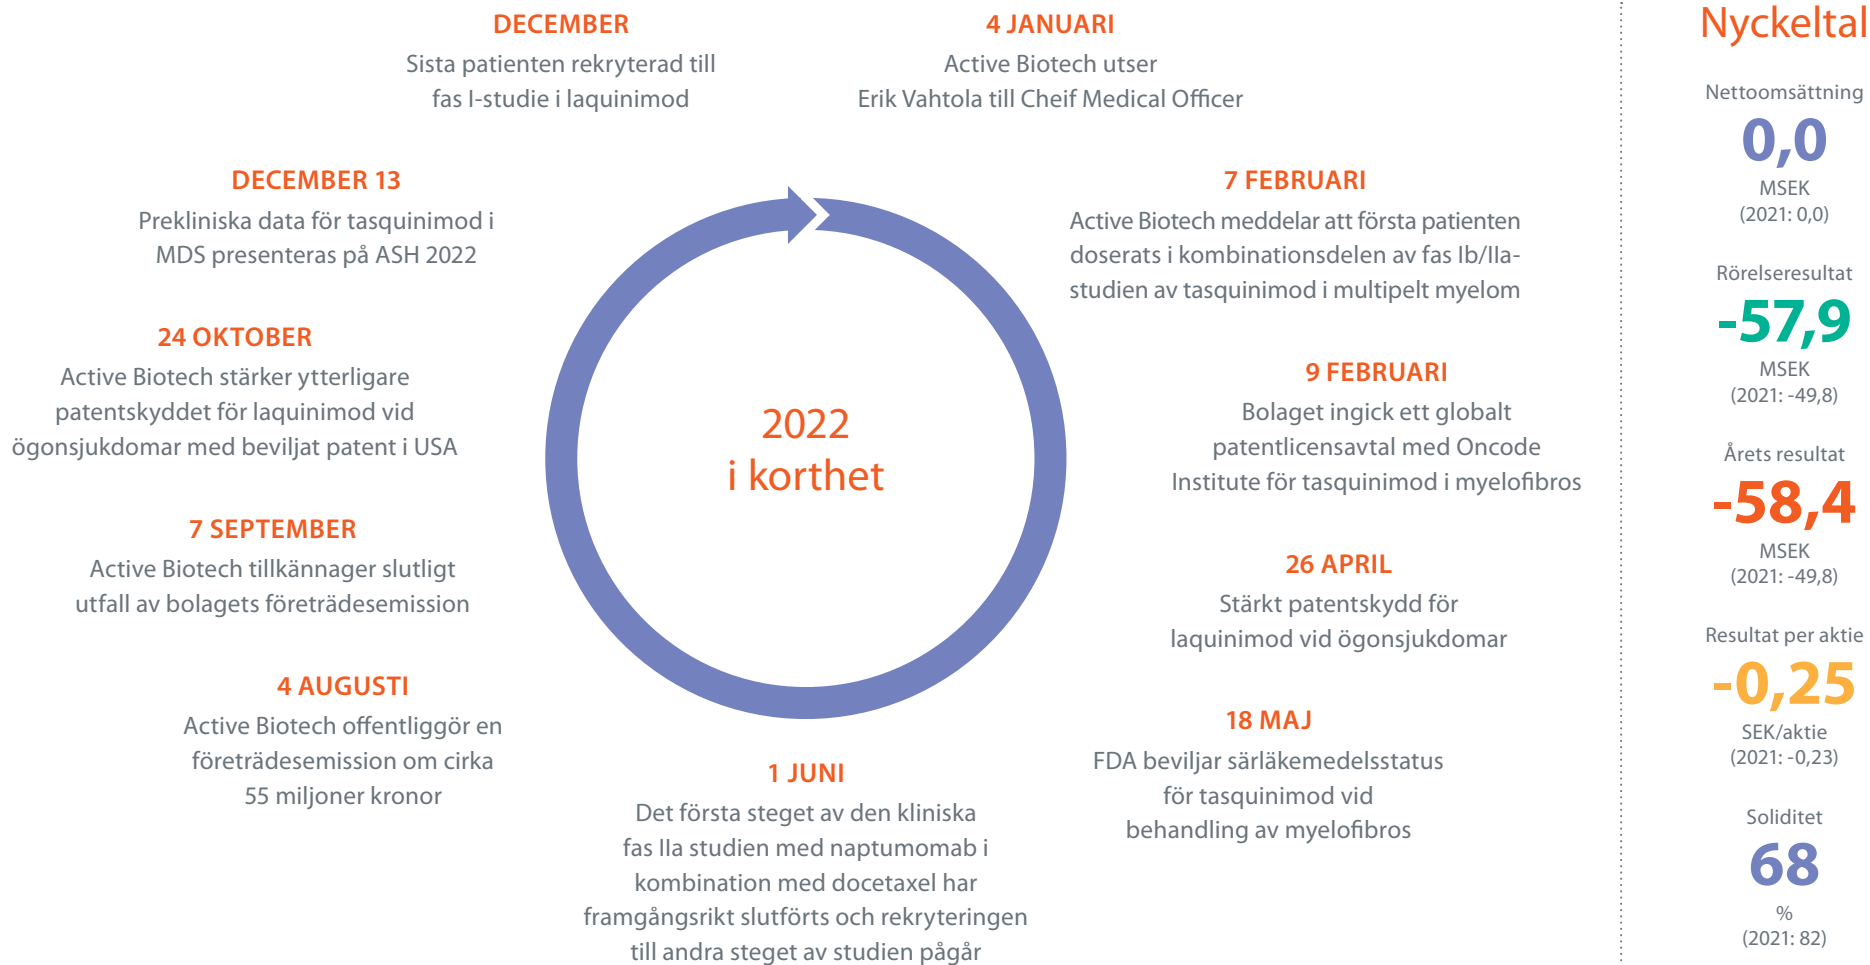 4 JANUARI
Active Biotech utser
Erik Vahtola till Cheif Medical Officer
7 FEBRUARI
Active Biotech meddelar att första patienten
doserats i kombinationsdelen av fas Ib/IIa-
studien av tasquinimod i multipelt myelom
9 FEBRUARI
Bolaget ingick ett globalt
patentlicensavtal med Oncode
Institute för tasquinimod i myelofibros
26 APRIL
Stärkt patentskydd för
laquinimod vid ögonsjukdomar
18 MAJ
FDA beviljar särläkemedelsstatus
för tasquinimod vid
behandling av myelofibros
1 JUNI
Det första steget av den kliniska
fas IIa studien med naptumomab i
kombination med docetaxel har
framgångsrikt slutförts och rekryteringen
till andra steget av studien pågår
4 AUGUSTI
Active Biotech offentliggör en
företrädesemission om cirka
55 miljoner kronor
7 SEPTEMBER
Active Biotech tillkännager slutligt
utfall av bolagets företrädesemission
24 OKTOBER
Active Biotech stärker ytterligare
patentskyddet för laquinimod vid
ögonsjukdomar med beviljat patent i USA
DECEMBER 13
Prekliniska data för tasquinimod i
MDS presenteras på ASH 2022
DECEMBER
Sista patienten rekryterad till
fas I-studie i laquinimod
2022
i korthet
Nyckeltal
Nettoomsättning
0,0
MSEK
(2021: 0,0)
Rörelseresultat
-57,9
MSEK
(2021: -49,8)
Årets resultat
-58,4
MSEK
(2021: -49,8)
Resultat per aktie
-0,25
SEK/aktie
(2021: -0,23)
Soliditet
68
%
(2021: 82)